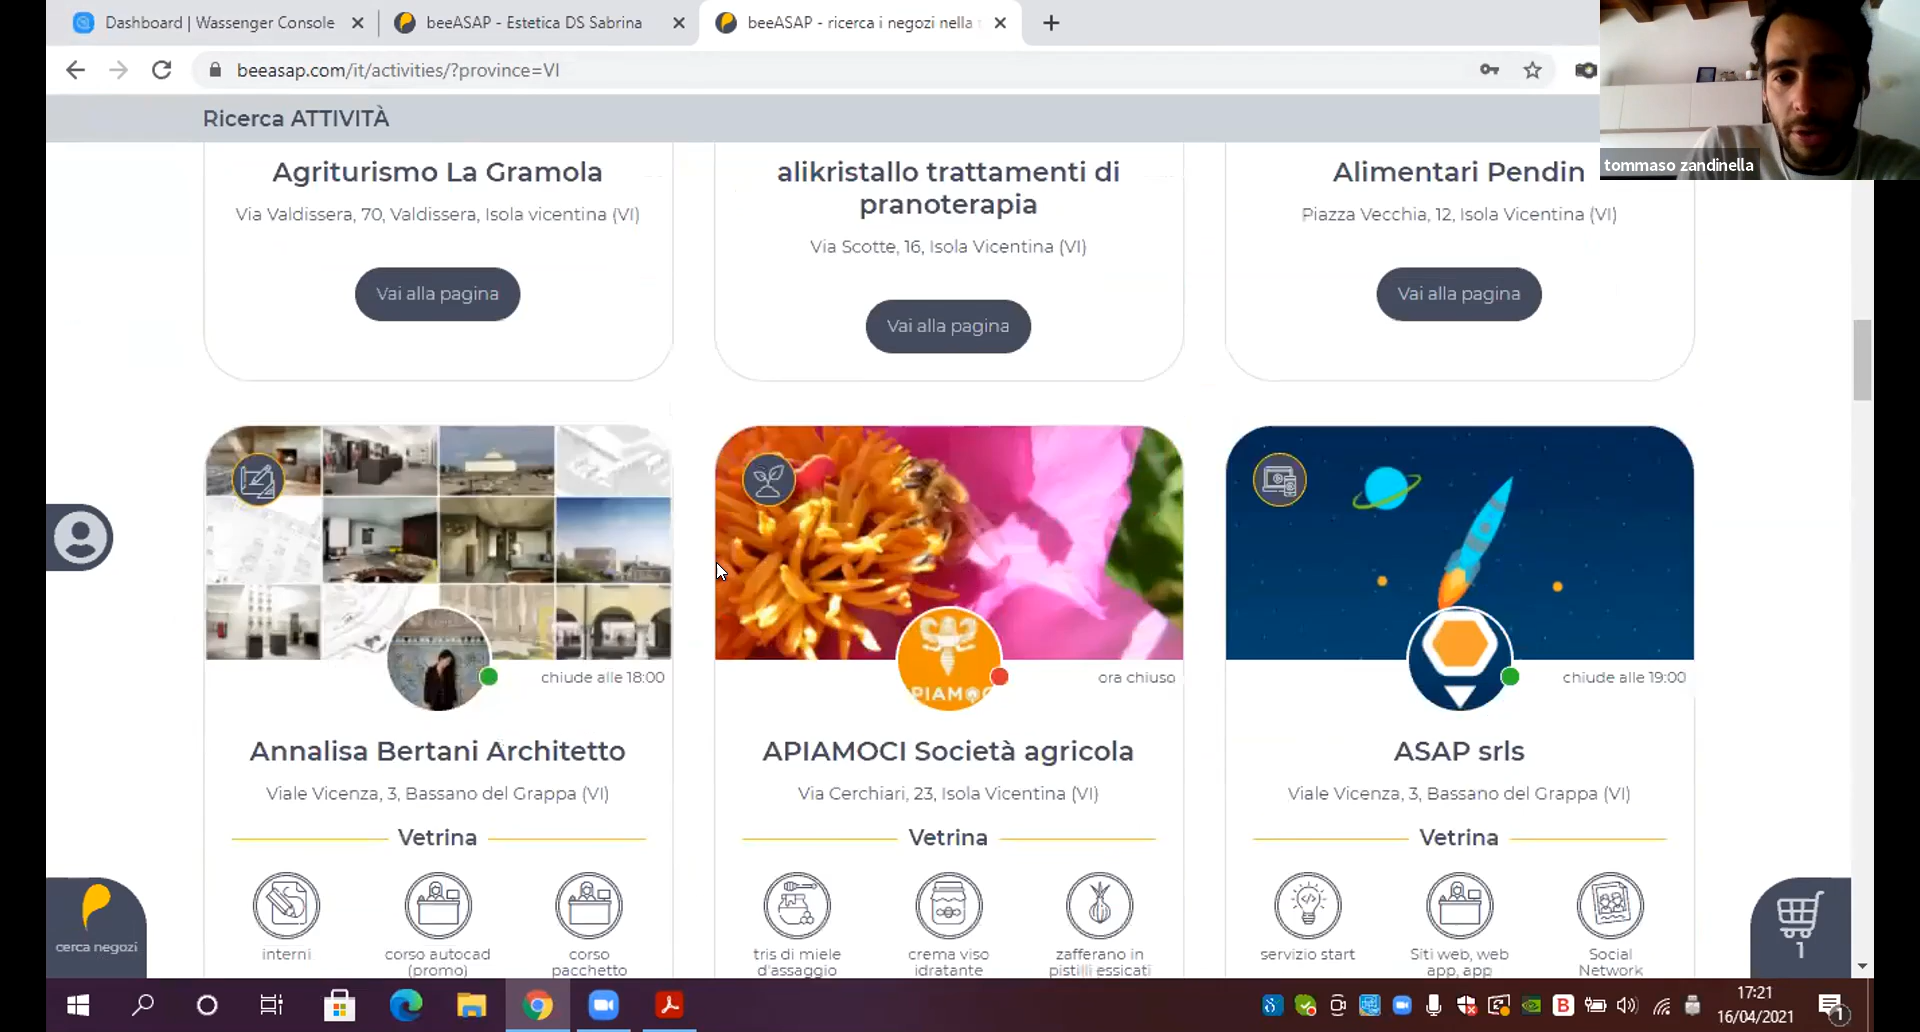 Dashboard | Wassenger Console
beeASAP - Estetica DS Sabrina
beeASAP - ricerca i negozi nella
beeasap.com/it/activities/?province=VI
tommaso zandinella
Ricerca ATTIVITÀ
Agriturismo La Gramola
Via Valdissera, 70, Valdissera, Isola vicentina (VI)
Vai alla pagina
alikristallo trattamenti di
pranoterapia
Via Scotte, 16, Isola Vicentina (VI)
Vai alla pagina
Alimentari Pendin
Piazza Vecchia, 12, Isola Vicentina (VI)
Vai alla pagina
chiude alle 18:00
Annalisa Bertani Architetto
Viale Vicenza, 3, Bassano del Grappa (VI)
Vetrina
interni
corso autocad
(promo)
corso
pacchetto
PIAMOC
ora chiuso
APIAMOCI Società agricola
Via Cerchiari, 23, Isola Vicentina (VI)
Vetrina
tris di miele
d'assaggio
crema viso
idratante
zafferano in
pistilli essicati
chiude alle 19:00
ASAP srls
Viale Vicenza, 3, Bassano del Grappa (VI)
Vetrina
servizio start
Siti web, web
app, app
Social
Network
cerca negozi
1
17:21
16/04/2021
1